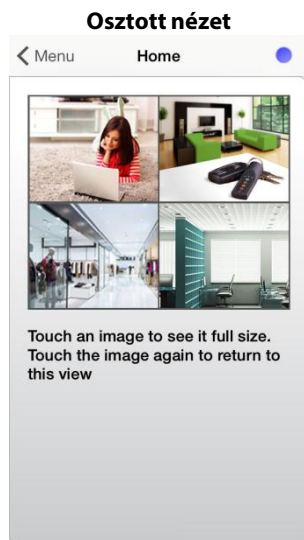 Osztott nézet
Menu
Home
Touch an image to see it full size.
Touch the image again to return to
this view